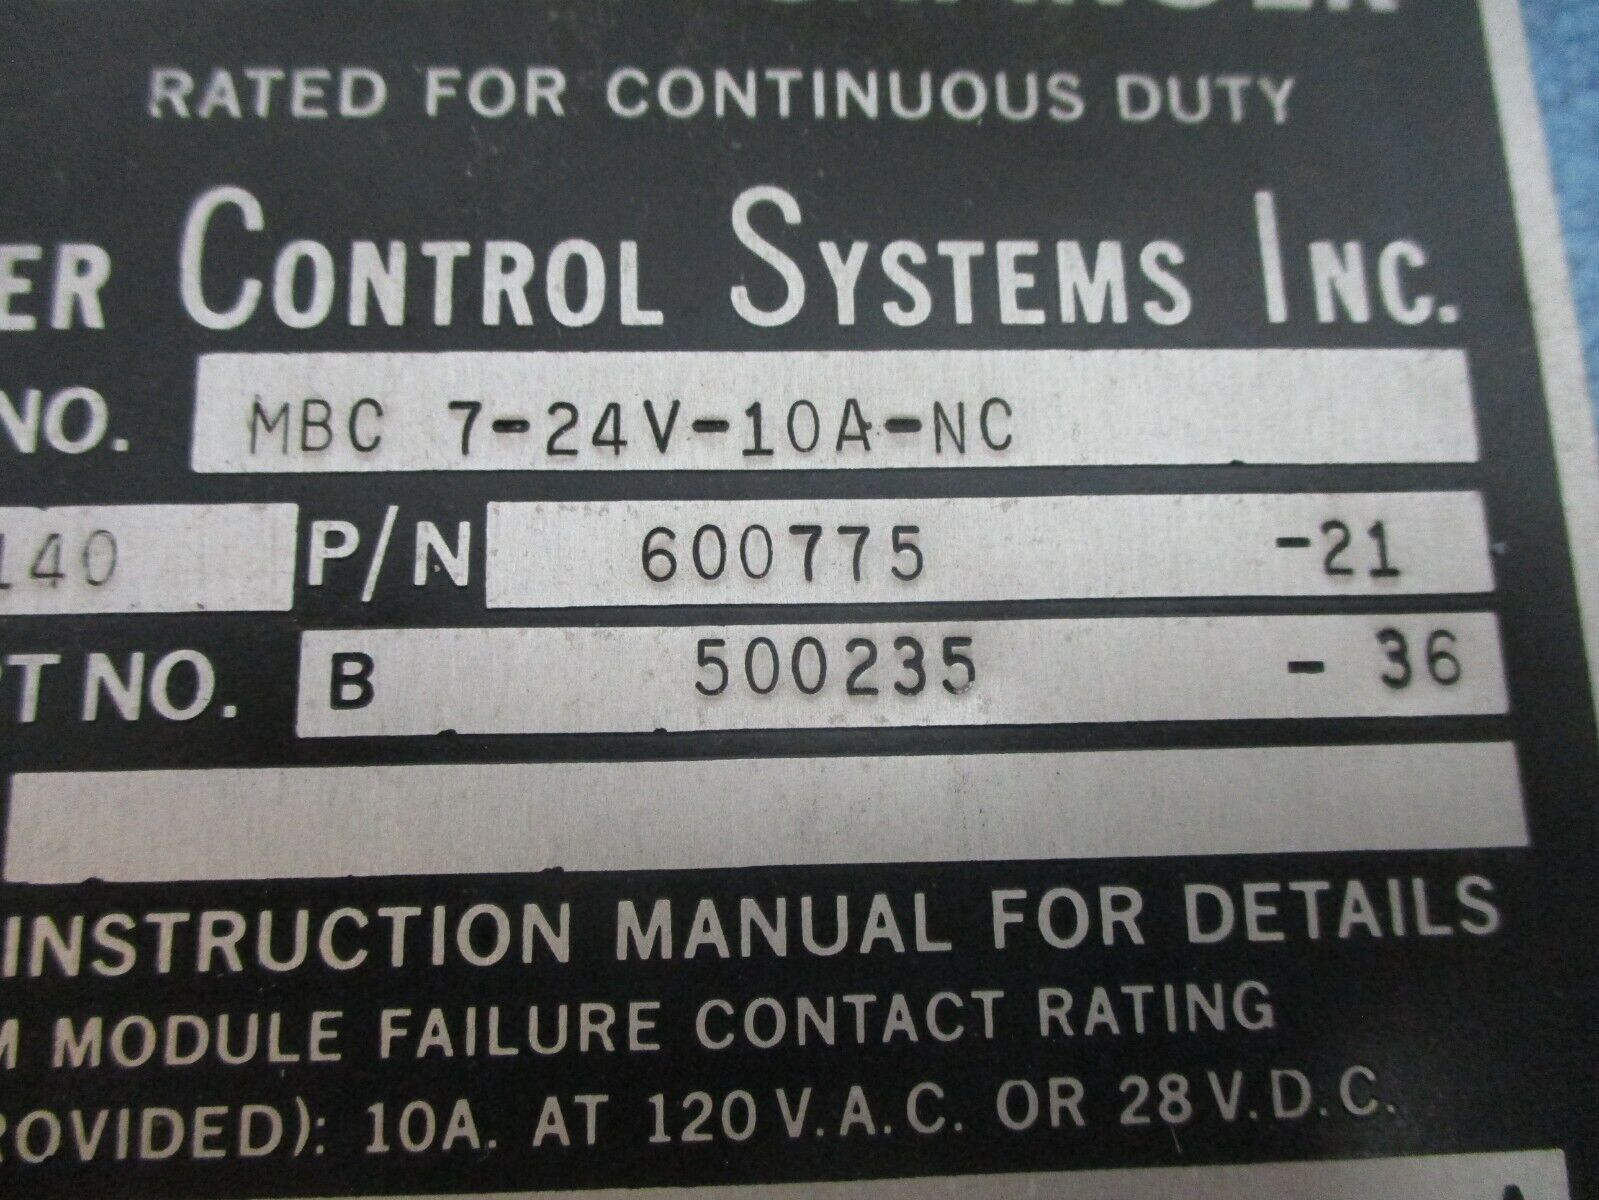 RATED FOR CONTINUOUS DUTY
ER CONTROL SYSTEMS INC.
NO. MBC 7-24V-10A-NC
140 P/N 600775 -21
T NO. B 500235 - 36
INSTRUCTION MANUAL FOR DETAILS
M MODULE FAILURE CONTACT RATING
ROVIDED): 10A. AT 120 V.A.C. OR 28 V.D.C.
A